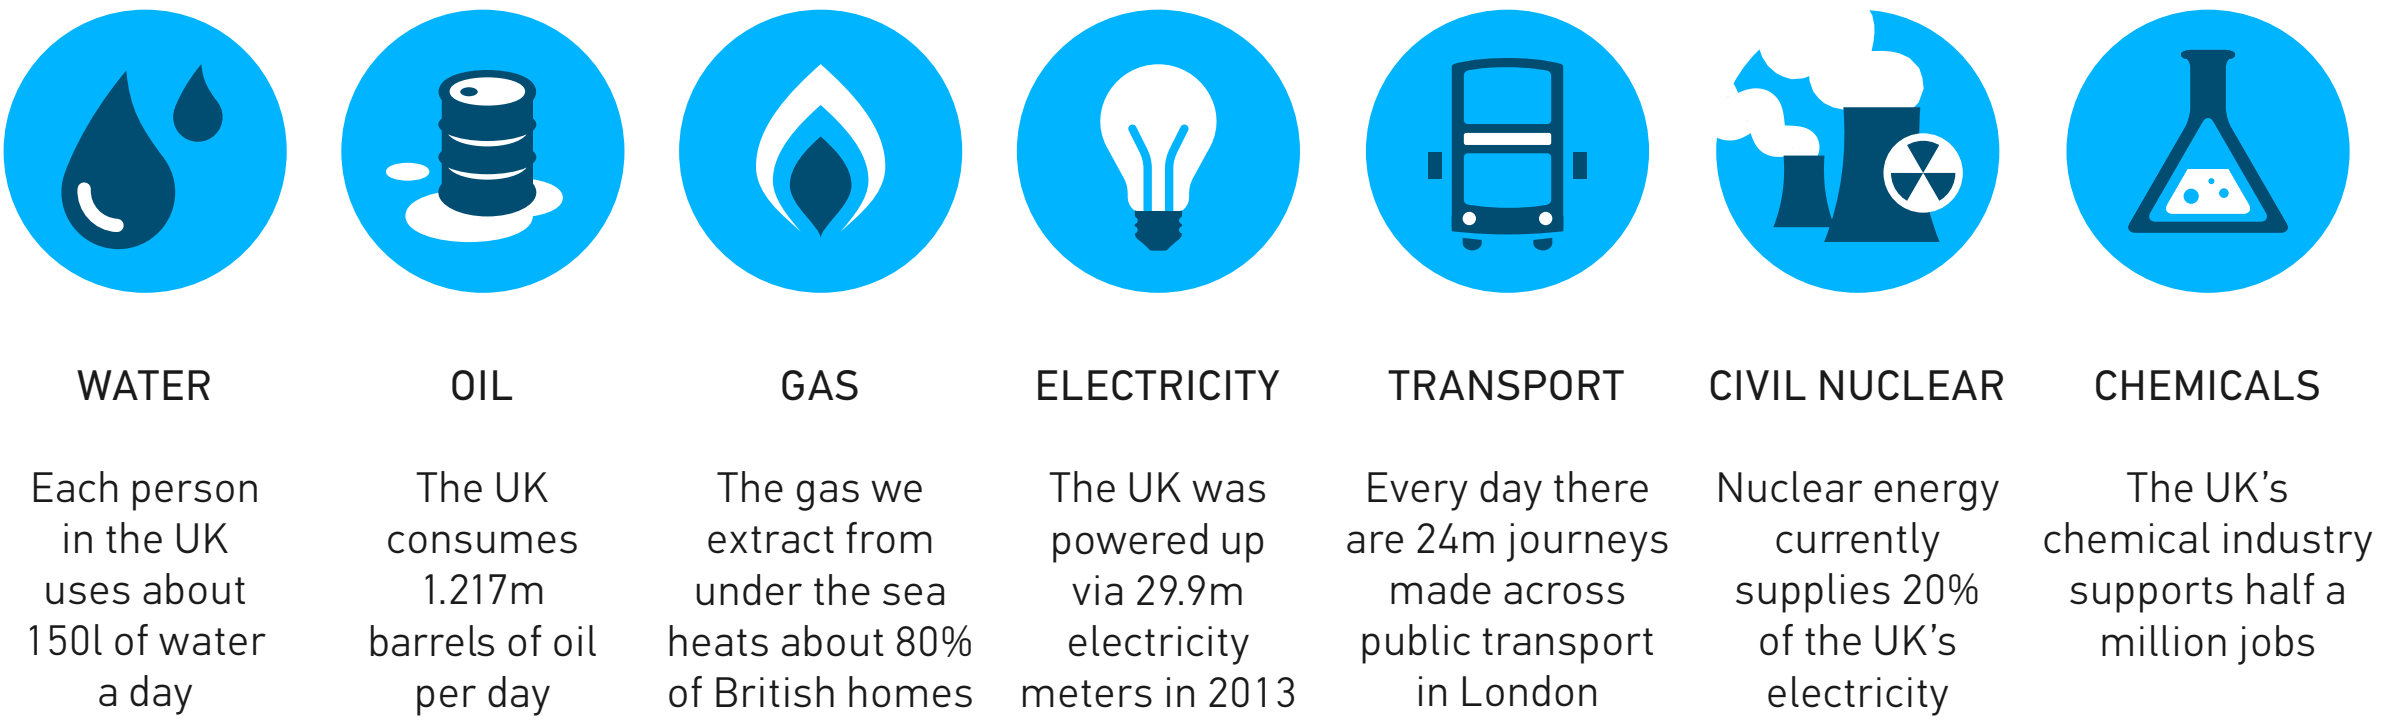 WATER
Each person
in the UK
uses about
150l of water
a day
OIL
The UK
consumes
1.217m
barrels of oil
per day
GAS
The gas we
extract from
under the sea
heats about 80%
of British homes
ELECTRICITY
The UK was
powered up
via 29.9m
electricity
meters in 2013
TRANSPORT
Every day there
are 24m journeys
made across
public transport
in London
CIVIL NUCLEAR
Nuclear energy
currently
supplies 20%
of the UK’s
electricity
CHEMICALS
The UK’s
chemical industry
supports half a
million jobs